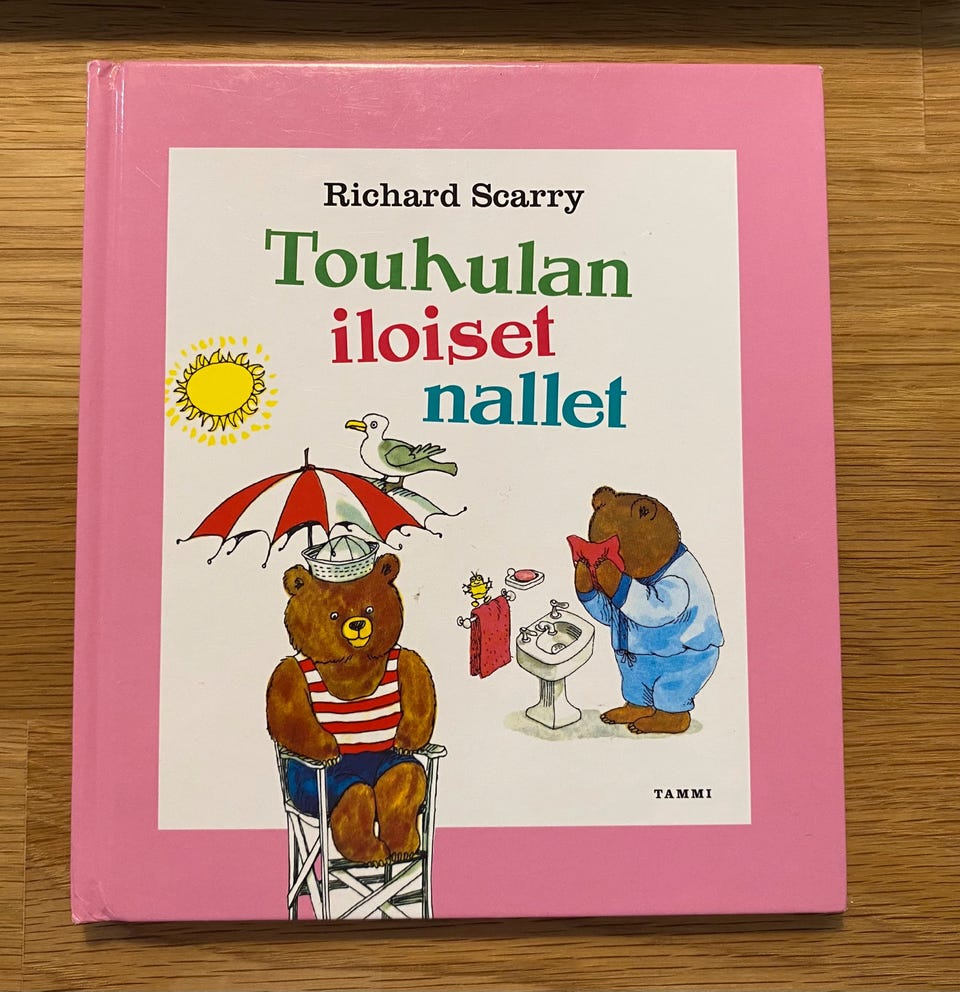 Richard Scarry
Touhulan
iloiset
nallet
TAMMI